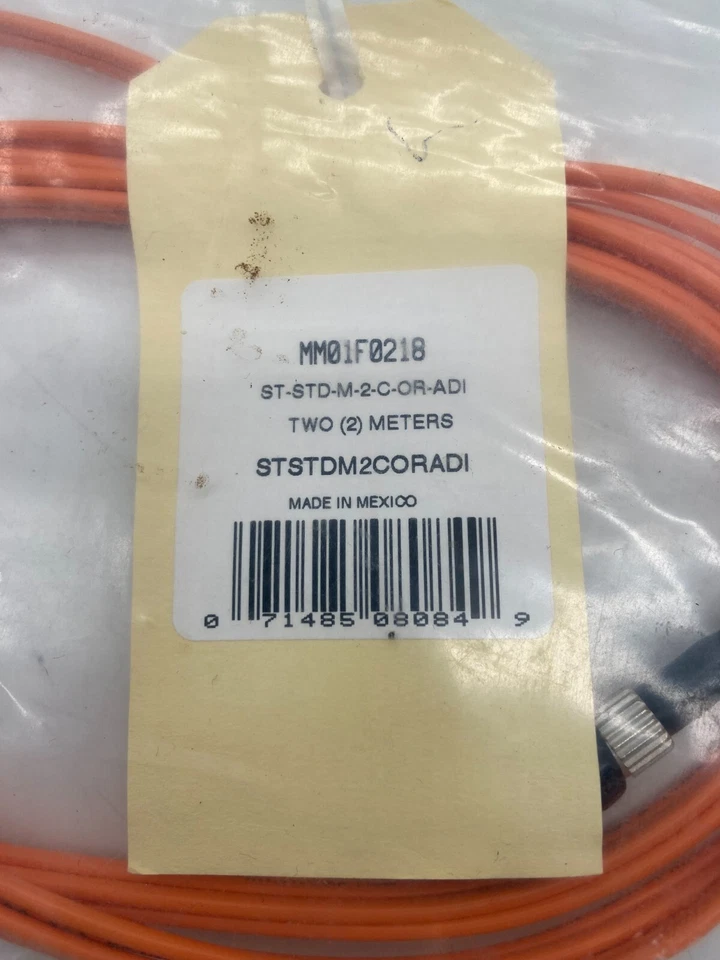 MM01F0218
ST-STD-M-2-C-OR-ADI
TWO (2) METERS
STSTDM2CORADI
MADE IN MEXICO
0 71485 08084 9